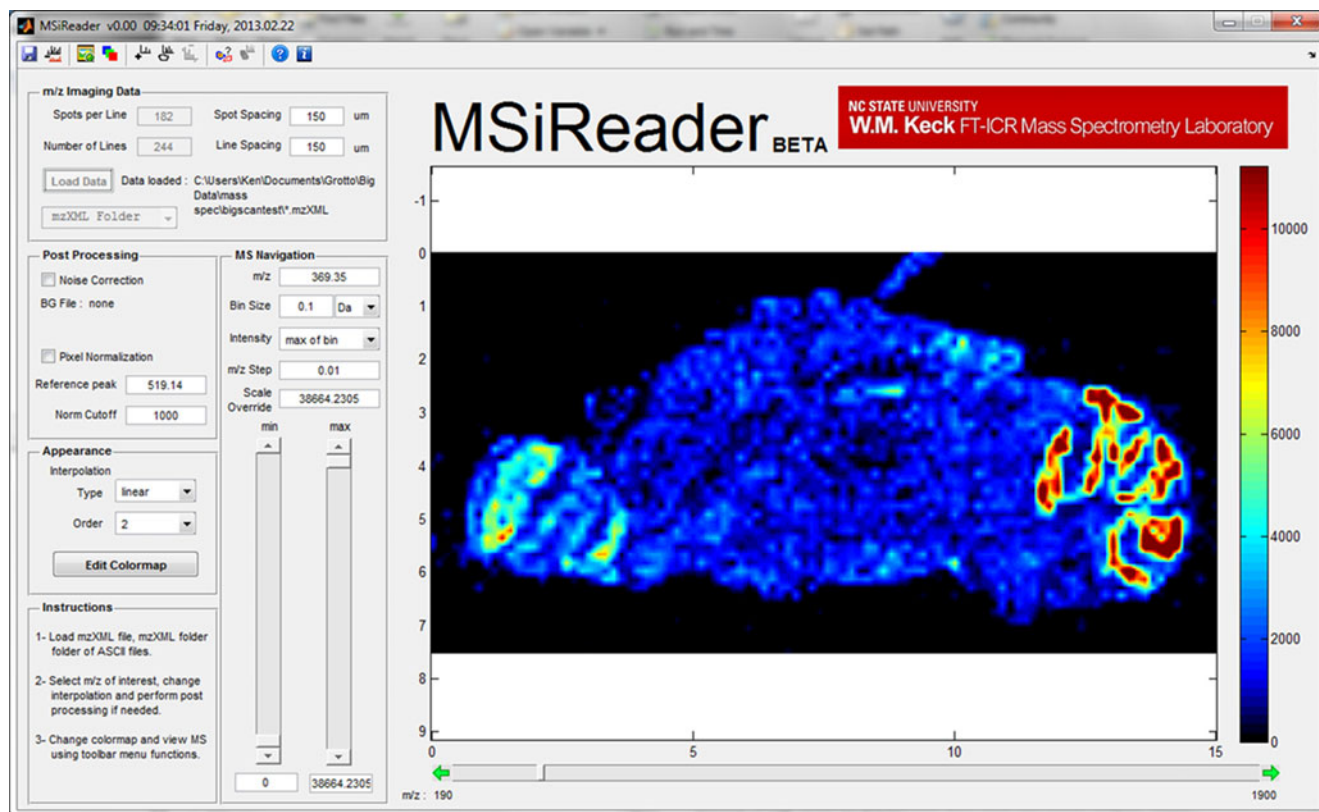 MSiReader v0.00 09:34:01 Friday, 2013.02.22
m/z Imaging Data
Spots per Line 182 Spot Spacing 150 um
Number of Lines 244 Line Spacing 150 um
Load Data Data loaded : C:\Users\Ken\Documents\Grotto\Big
Data\mass
spec\bigscantest\*.mzXML
mzXML Folder
Post Processing
Noise Correction
BG File : none
Pixel Normalization
Reference peak 519.14
Norm Cutoff 1000
Appearance
Interpolation
Type linear
Order 2
Edit Colormap
Instructions
1- Load mzXML file, mzXML folder
folder of ASCII files.
2- Select m/z of interest, change
interpolation and perform post
processing if needed.
3- Change colormap and view MS
using toolbar menu functions.
MS Navigation
m/z 369.35
Bin Size 0.1 Da
Intensity max of bin
m/z Step 0.01
Scale
Override 38664.2305
min max
0 38664.2305
MSiReader BETA
NC STATE UNIVERSITY
W.M. Keck FT-ICR Mass Spectrometry Laboratory
-1
0
1
2
3
4
5
6
7
8
9
0 5 10 15
10000
8000
6000
4000
2000
0
m/z : 190 1900